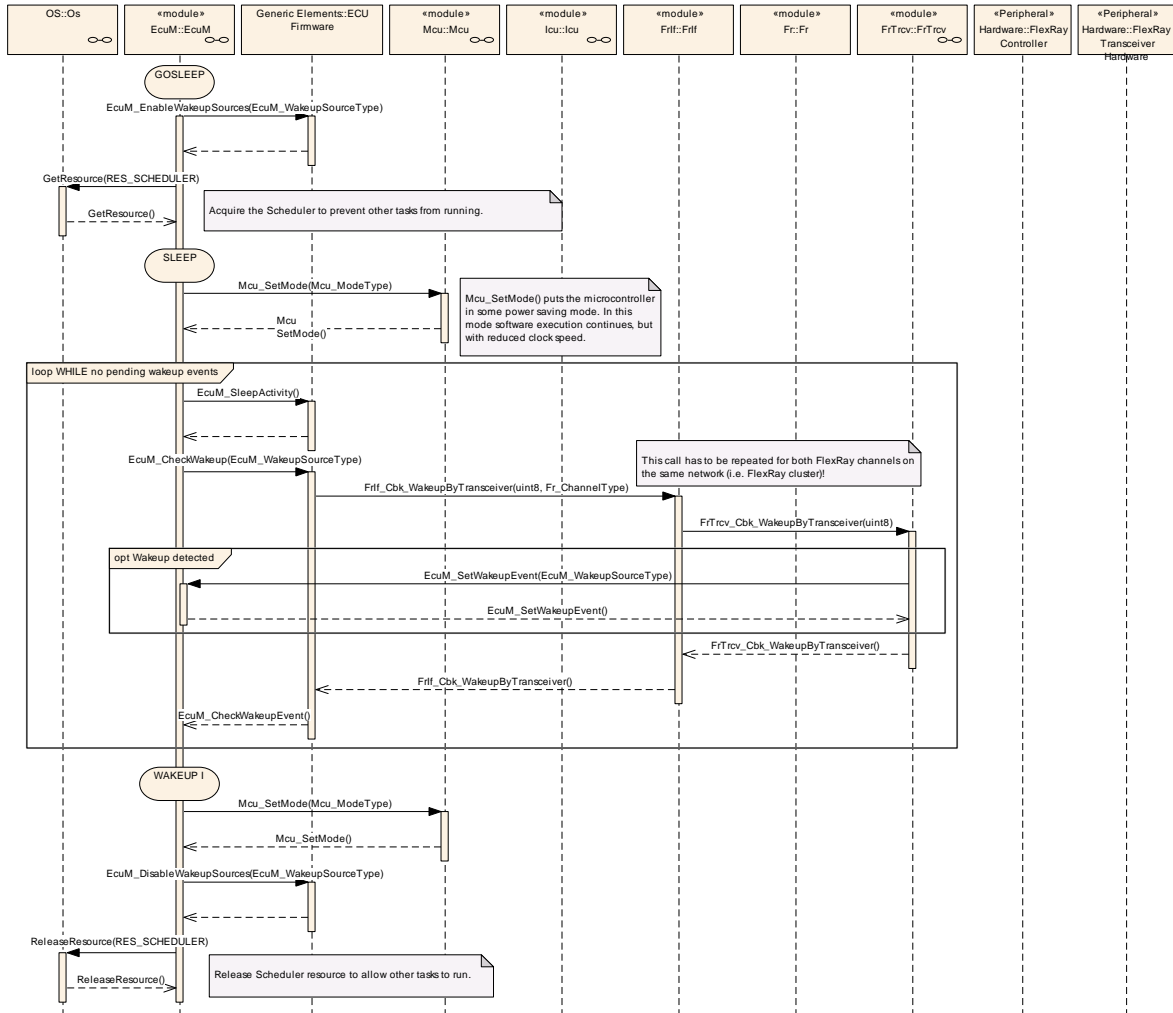 OS::Os
«module»
EcuM::EcuM
Generic Elements::ECU
Firmware
«module»
Mcu::Mcu
«module»
Icu::Icu
«module»
FrIf::FrIf
«module»
Fr::Fr
«module»
FrTrcv::FrTrcv
«Peripheral»
Hardware::FlexRay
Controller
«Peripheral»
Hardware::FlexRay
Transceiver
Hardware
GOSLEEP
EcuM_EnableWakeupSources(EcuM_WakeupSourceType)
GetResource(RES_SCHEDULER)
Acquire the Scheduler to prevent other tasks from running.
GetResource()
SLEEP
Mcu_SetMode(Mcu_ModeType)
Mcu_SetMode() puts the microcontroller
in some power saving mode. In this
mode software execution continues, but
with reduced clock speed.
Mcu
SetMode()
loop WHILE no pending wakeup events
EcuM_SleepActivity()
EcuM_CheckWakeup(EcuM_WakeupSourceType)
This call has to be repeated for both FlexRay channels on
the same network (i.e. FlexRay cluster)!
FrIf_Cbk_WakeupByTransceiver(uint8, Fr_ChannelType)
FrTrcv_Cbk_WakeupByTransceiver(uint8)
opt Wakeup detected
EcuM_SetWakeupEvent(EcuM_WakeupSourceType)
EcuM_SetWakeupEvent()
FrTrcv_Cbk_WakeupByTransceiver()
FrIf_Cbk_WakeupByTransceiver()
EcuM_CheckWakeupEvent()
WAKEUP I
Mcu_SetMode(Mcu_ModeType)
Mcu_SetMode()
EcuM_DisableWakeupSources(EcuM_WakeupSourceType)
ReleaseResource(RES_SCHEDULER)
Release Scheduler resource to allow other tasks to run.
ReleaseResource()